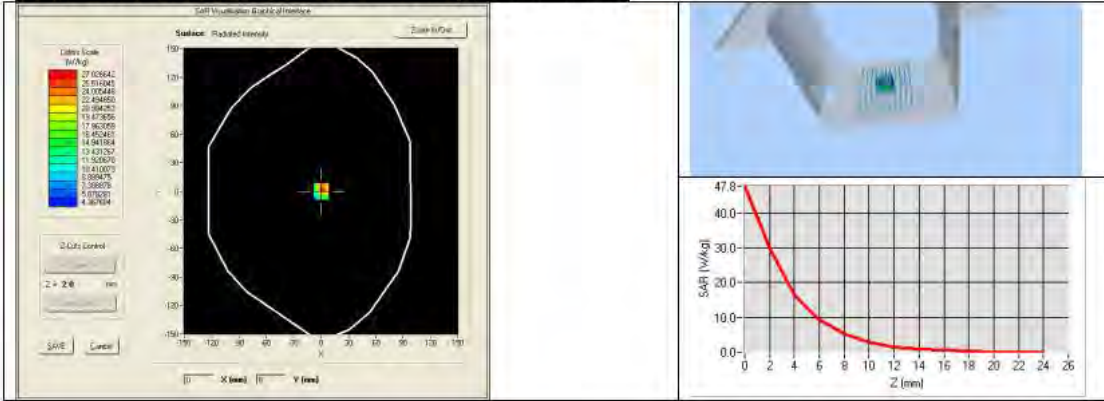 SAR Visualisation Graphical Interface
Surface: Radiated Intensity
Zoom In/Out
Colors Scale
(W/kg)
27.026642
25.516045
24.005448
22.494850
20.984253
19.473656
17.963059
16.452461
14.941864
13.431267
11.920670
10.410073
8.899475
7.388878
5.878281
4.367684
150-
120-
90-
60-
30-
0-
-30-
-60-
-90-
-120-
-150-
-150 -120 -90 -60 -30 0 30 60 90 120 150
X
Z-Cuts Control
Z = 2.0 mm
SAVE Cancel
X (mm) Y (mm)
47.8-
40.0-
30.0-
20.0-
10.0-
0.0-
SAR (W/kg)
0 2 4 6 8 10 12 14 16 18 20 22 24 26
Z (mm)